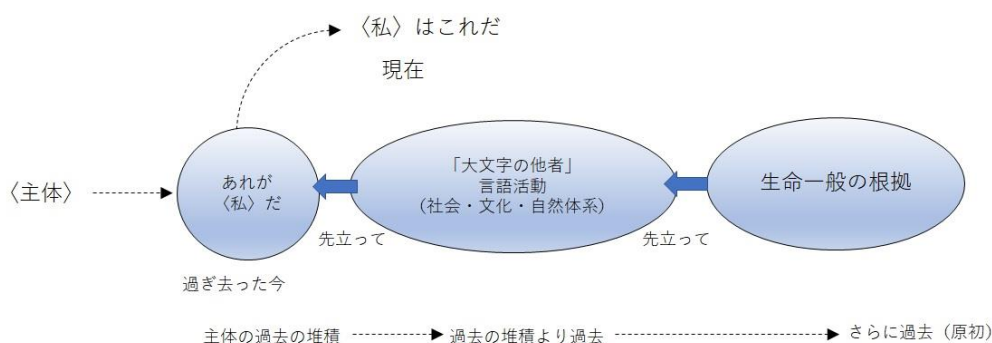 〈私〉はこれだ
現在
〈主体〉
あれが
〈私〉だ
「大文字の他者」
言語活動
(社会・文化・自然体系)
生命一般の根拠
先立って
先立って
過ぎ去った今
主体の過去の堆積
過去の堆積より過去
さらに過去（原初）